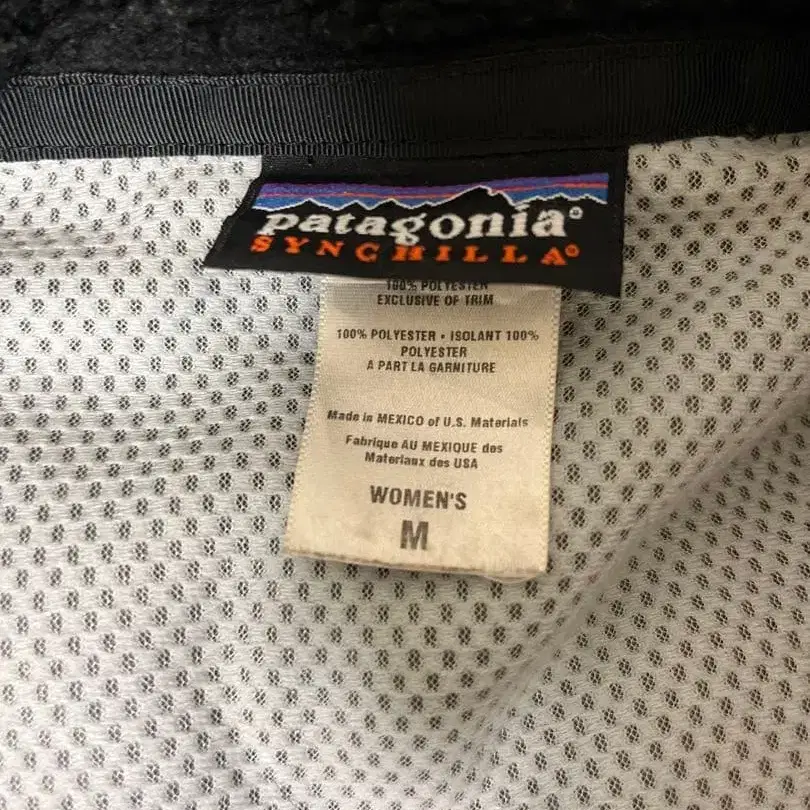 patagonia®
SYNCHILLA®
100% POLYESTER
EXCLUSIVE OF TRIM
100% POLYESTER • ISOLANT 100%
POLYESTER
A PART LA GARNITURE
Made in MEXICO of U.S. Materials
Fabrique AU MEXIQUE des
Materiaux des USA
WOMEN'S
M